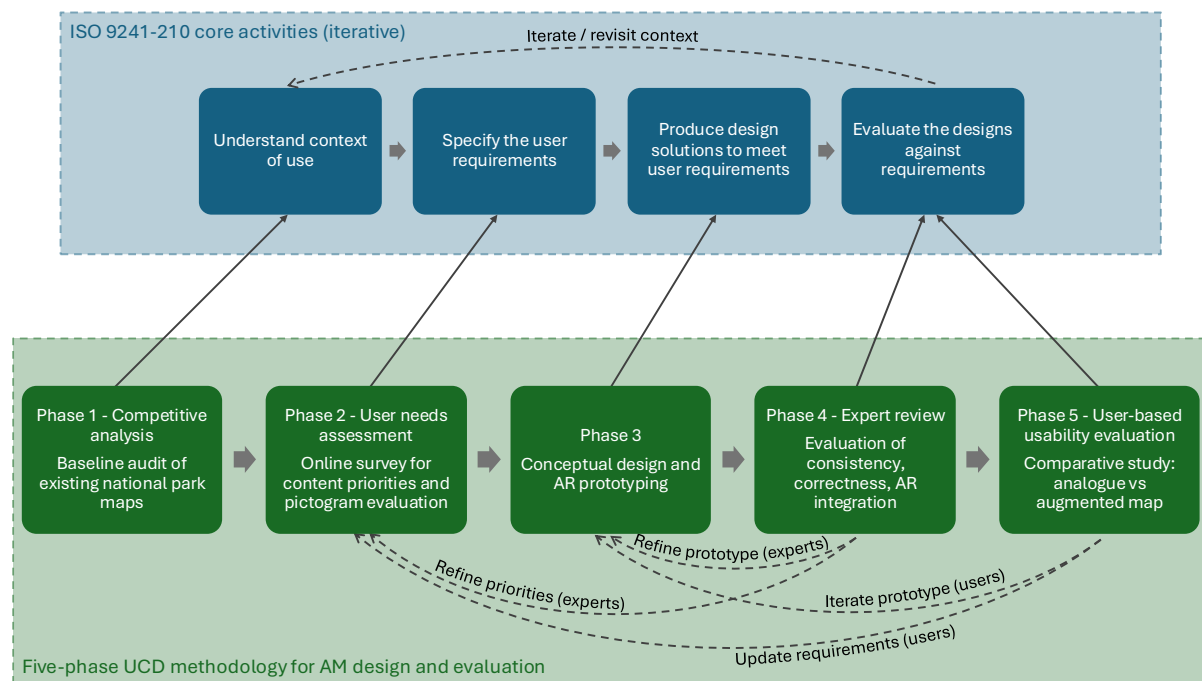 ISO 9241-210 core activities (iterative)
Iterate / revisit context
Understand context
of use
Specify the user
requirements
Produce design
solutions to meet
user requirements
Evaluate the designs
against
requirements
Phase 1 - Competitive
analysis
Baseline audit of
existing national park
maps
Phase 2 - User needs
assessment
Online survey for
content priorities and
pictogram evaluation
Phase 3
Conceptual design and
AR prototyping
Phase 4 - Expert review
Evaluation of
consistency,
correctness, AR
integration
Phase 5 - User-based
usability evaluation
Comparative study:
analogue vs
augmented map
Refine prototype (experts)
Refine priorities (experts)
Iterate prototype (users)
Update requirements (users)
Five-phase UCD methodology for AM design and evaluation